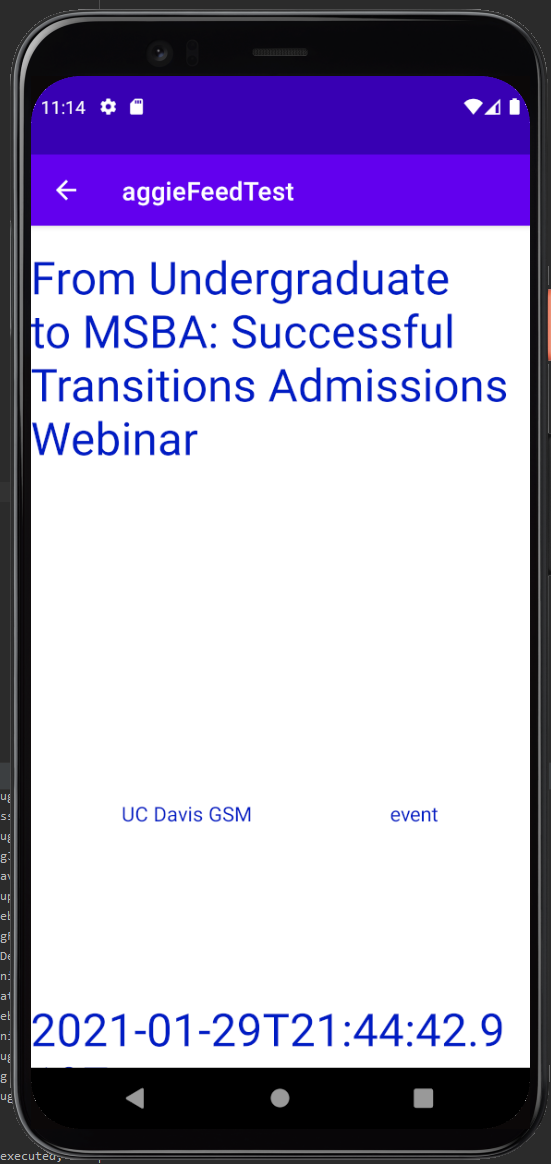 11:14
aggieFeedTest
From Undergraduate
to MSBA: Successful
Transitions Admissions
Webinar
UC Davis GSM event
2021-01-29T21:44:42.9
executed,